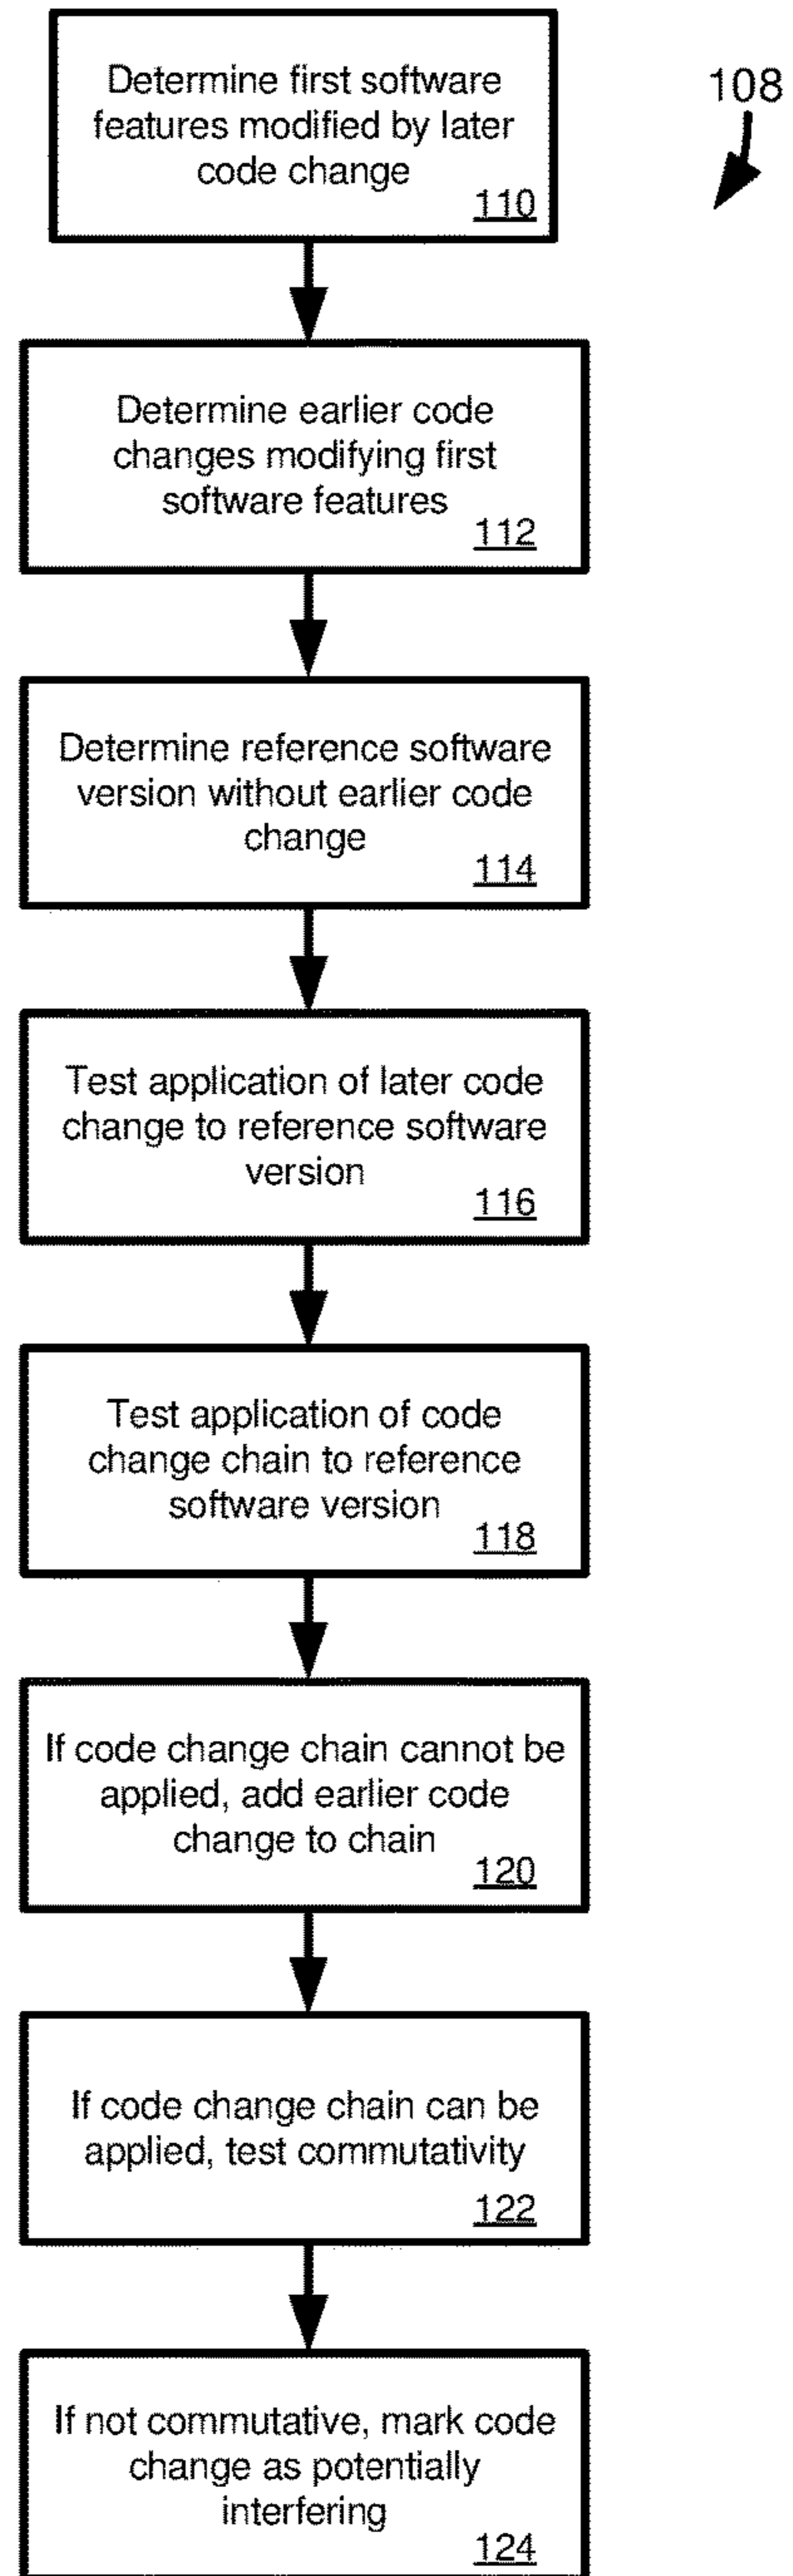 108
Determine first software
features modified by later
code change
110
Determine earlier code
changes modifying first
software features
112
Determine reference software
version without earlier code
change
114
Test application of later code
change to reference software
version
116
Test application of code
change chain to reference
software version
118
If code change chain cannot be
applied, add earlier code
change to chain
120
If code change chain can be
applied, test commutativity
122
If not commutative, mark code
change as potentially
interfering
124